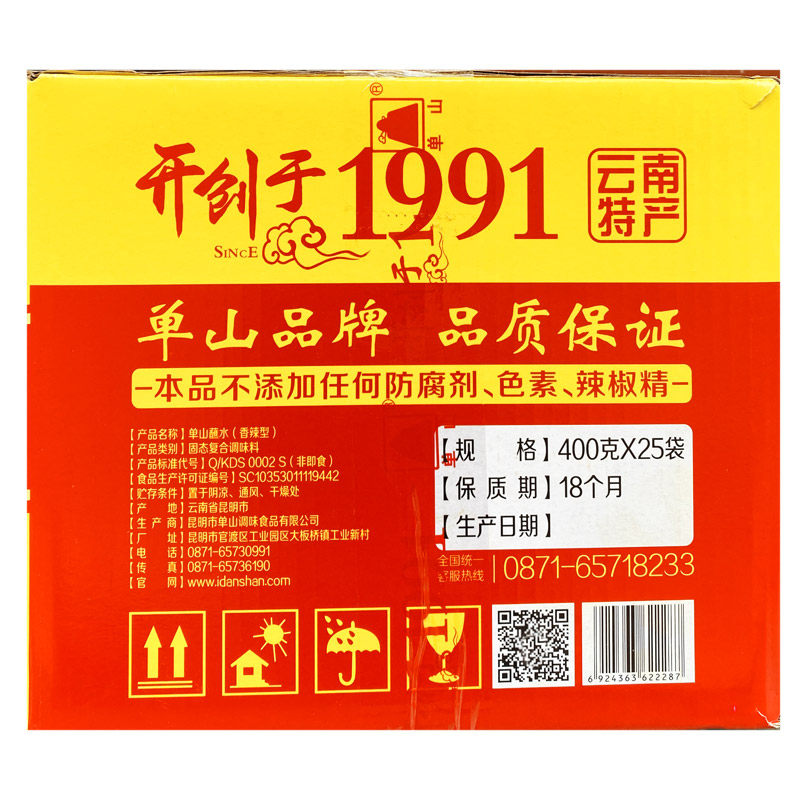 单山
®
开创于1991
SINCE
云南
特产
单山品牌 品质保证
本品不添加任何防腐剂、色素、辣椒精
【产品名称】单山蘸水（香辣型）
【产品类别】固态复合调味料
【产品标准代号】Q/KDS 0002 S（非即食）
【食品生产许可证编号】SC10353011119442
【贮存条件】置于阴凉、通风、干燥处
【产 地】云南省昆明市
【生 产 商】昆明市单山调味食品有限公司
【厂 址】昆明市官渡区工业园区大板桥镇工业新村
【电 话】0871-65730991
【传 真】0871-65736190
【官 网】www.idanshan.com
【规 格】400克X25袋
【保 质 期】18个月
【生产日期】
全国统一
客服热线
0871-65718233
6 924363 622287